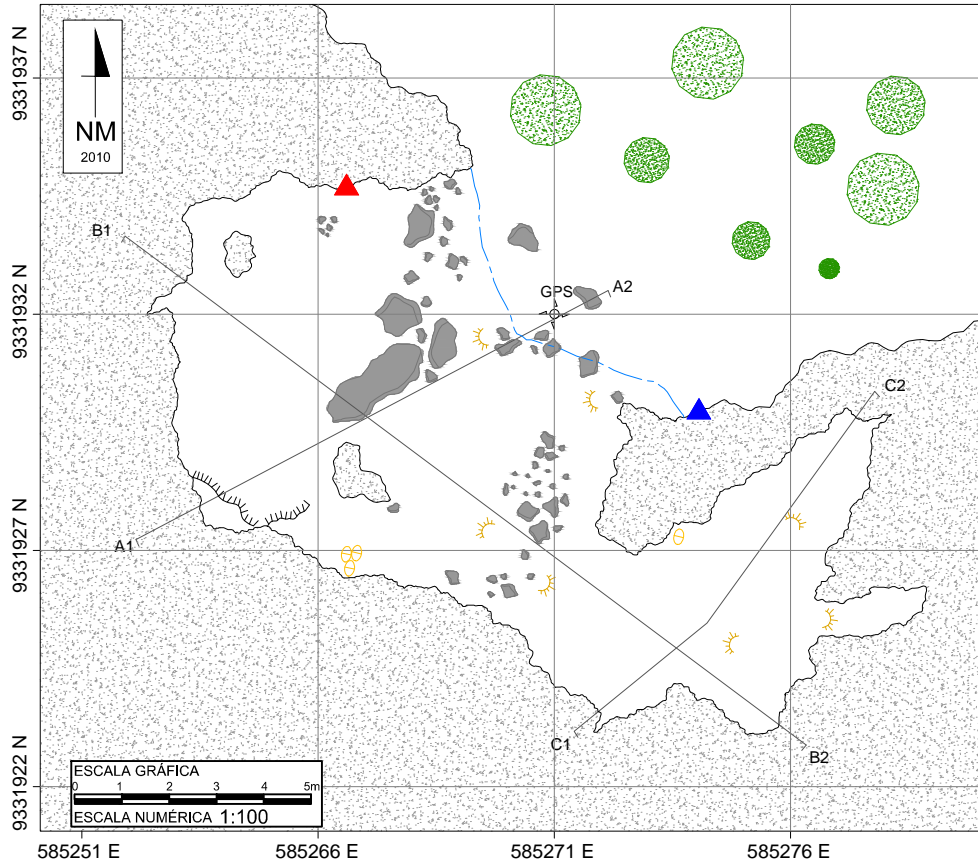 9331937 N
9331932 N
9331927 N
9331922 N
NM
2010
B1
GPS
A2
C2
A1
C1
B2
ESCALA GRÁFICA
0 1 2 3 4 5m
ESCALA NUMÉRICA 1:100
585251 E 585266 E 585271 E 585276 E